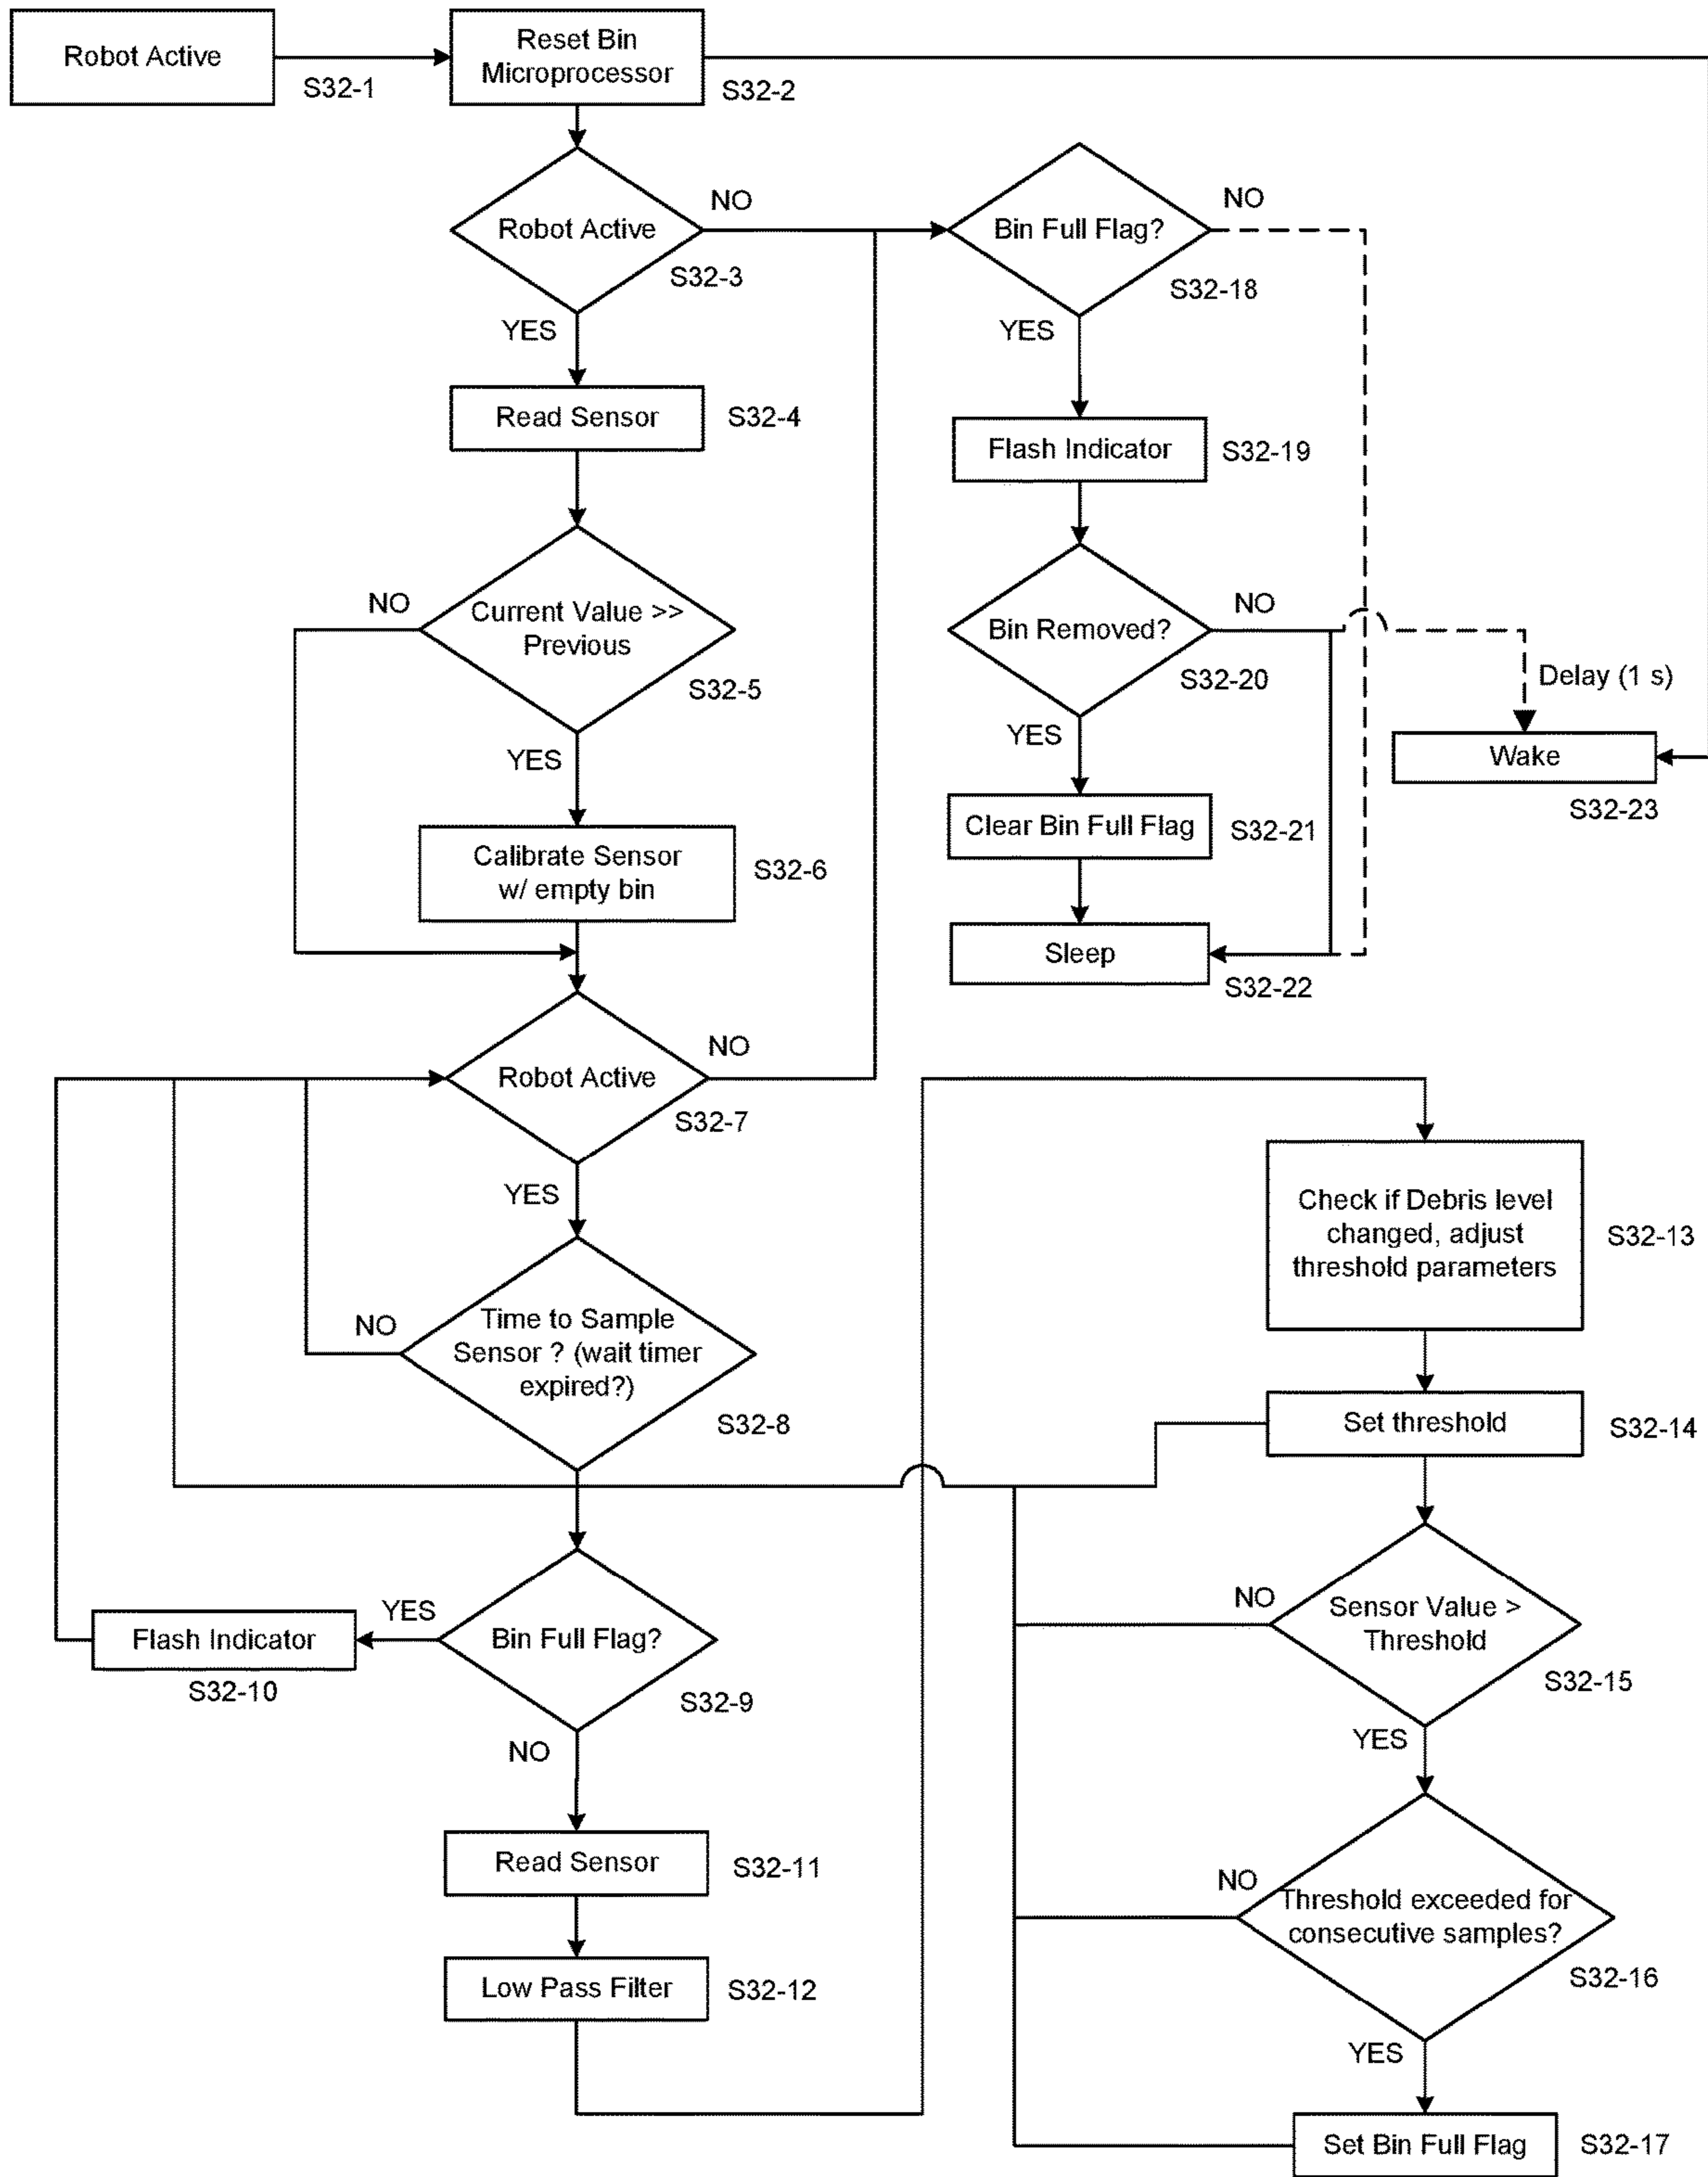 Robot Active
S32-1
Reset Bin
Microprocessor
S32-2
Robot Active
NO
S32-3
YES
Read Sensor
S32-4
Current Value >>
Previous
NO
S32-5
YES
Calibrate Sensor
w/ empty bin
S32-6
Robot Active
NO
S32-7
YES
Time to Sample
Sensor ? (wait timer
expired?)
NO
S32-8
Bin Full Flag?
YES
S32-9
Flash Indicator
S32-10
NO
Read Sensor
S32-11
Low Pass Filter
S32-12
Bin Full Flag?
NO
S32-18
YES
Flash Indicator
S32-19
Bin Removed?
NO
S32-20
Delay (1 s)
Wake
S32-23
YES
Clear Bin Full Flag
S32-21
Sleep
S32-22
Check if Debris level
changed, adjust
threshold parameters
S32-13
Set threshold
S32-14
NO
Sensor Value >
Threshold
S32-15
YES
NO
Threshold exceeded for
consecutive samples?
S32-16
YES
Set Bin Full Flag
S32-17